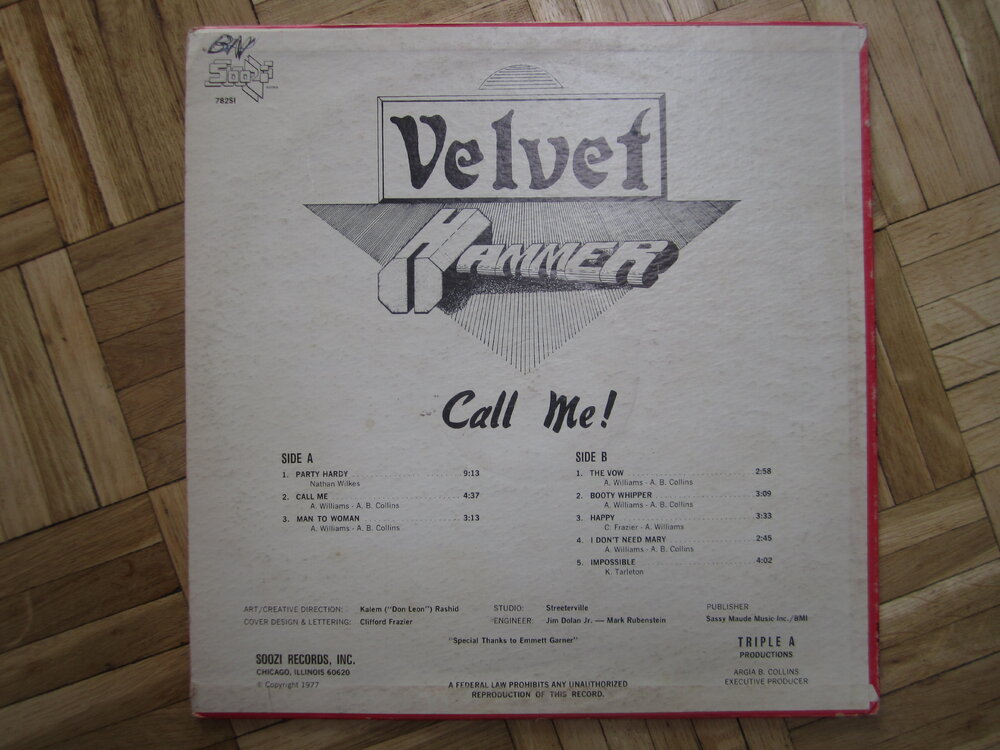 BN
Soozi
782SI
Velvet
HAMMER
Call Me!
SIDE A
1. PARTY HARDY 9:13
Nathan Wilkes
2. CALL ME 4:37
A. Williams - A. B. Collins
3. MAN TO WOMAN 3:13
A. Williams - A. B. Collins
SIDE B
1. THE VOW 2:58
A. Williams - A. B. Collins
2. BOOTY WHIPPER 3:09
A. Williams - A. B. Collins
3. HAPPY 3:33
C. Frazier - A. Williams
4. I DON'T NEED MARY 2:45
A. Williams - A. B. Collins
5. IMPOSSIBLE 4:02
K. Tarleton
ART/CREATIVE DIRECTION: Kalem ("Don Leon") Rashid
COVER DESIGN & LETTERING: Clifford Frazier
STUDIO: Streeterville
ENGINEER: Jim Dolan Jr. — Mark Rubenstein
PUBLISHER
Sassy Maude Music Inc./BMI
"Special Thanks to Emmett Garner"
TRIPLE A
PRODUCTIONS
ARGIA B. COLLINS
EXECUTIVE PRODUCER
SOOZI RECORDS, INC.
CHICAGO, ILLINOIS 60620
© Copyright 1977
A FEDERAL LAW PROHIBITS ANY UNAUTHORIZED
REPRODUCTION OF THIS RECORD.